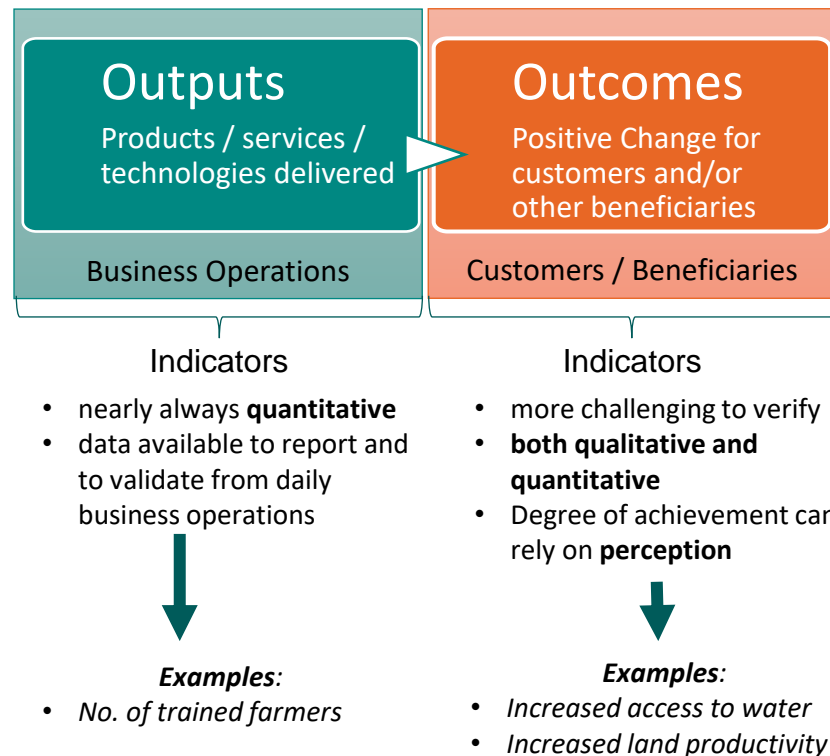 Outputs
Products / services /
technologies delivered
Business Operations
Indicators
• nearly always quantitative
• data available to report and
to validate from daily
business operations
Examples:
• No. of trained farmers
Outcomes
Positive Change for
customers and/or
other beneficiaries
Customers / Beneficiaries
Indicators
• more challenging to verify
• both qualitative and
quantitative
• Degree of achievement can
rely on perception
Examples:
• Increased access to water
• Increased land productivity